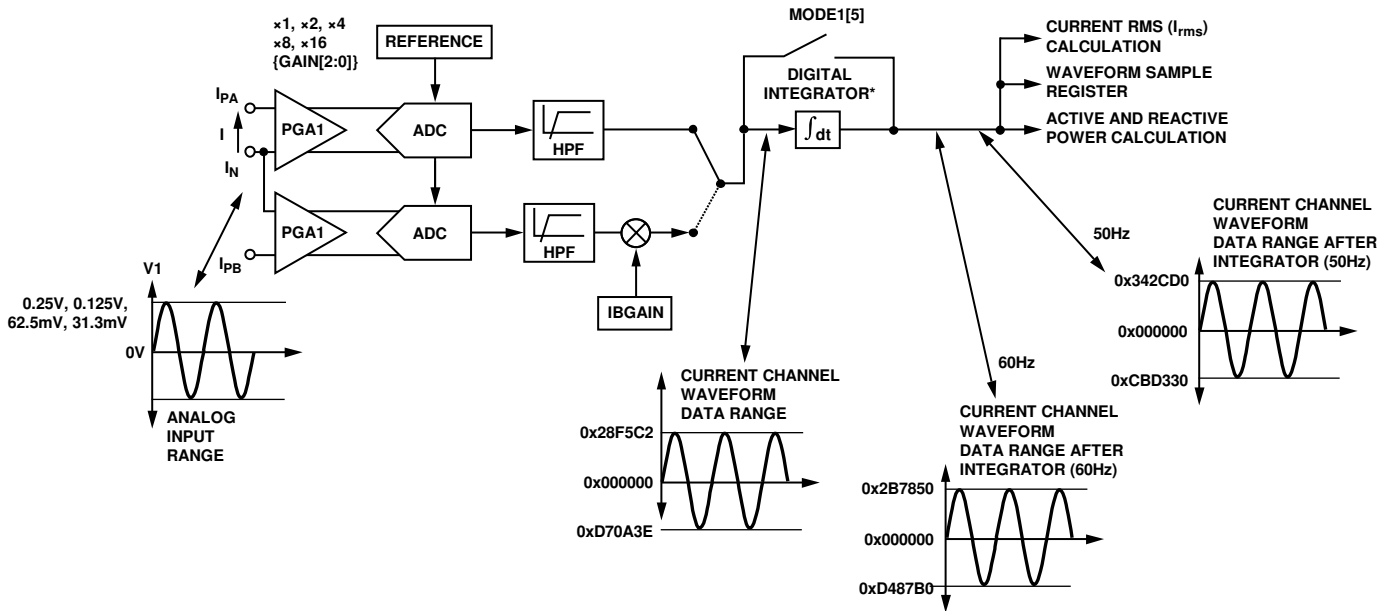 ×1, ×2, ×4
×8, ×16
{GAIN[2:0]}
REFERENCE
MODE1[5]
CURRENT RMS (Irms)
CALCULATION
WAVEFORM SAMPLE
REGISTER
ACTIVE AND REACTIVE
POWER CALCULATION
DIGITAL
INTEGRATOR*
IPA
I
IN
PGA1
ADC
HPF
∫dt
IPB
PGA1
ADC
HPF
IBGAIN
V1
0.25V, 0.125V,
62.5mV, 31.3mV
0V
ANALOG
INPUT
RANGE
CURRENT CHANNEL
WAVEFORM
DATA RANGE
0x28F5C2
0x000000
0xD70A3E
60Hz
CURRENT CHANNEL
WAVEFORM
DATA RANGE AFTER
INTEGRATOR (60Hz)
0x2B7850
0x000000
0xD487B0
50Hz
CURRENT CHANNEL
WAVEFORM
DATA RANGE AFTER
INTEGRATOR (50Hz)
0x342CD0
0x000000
0xCBD330